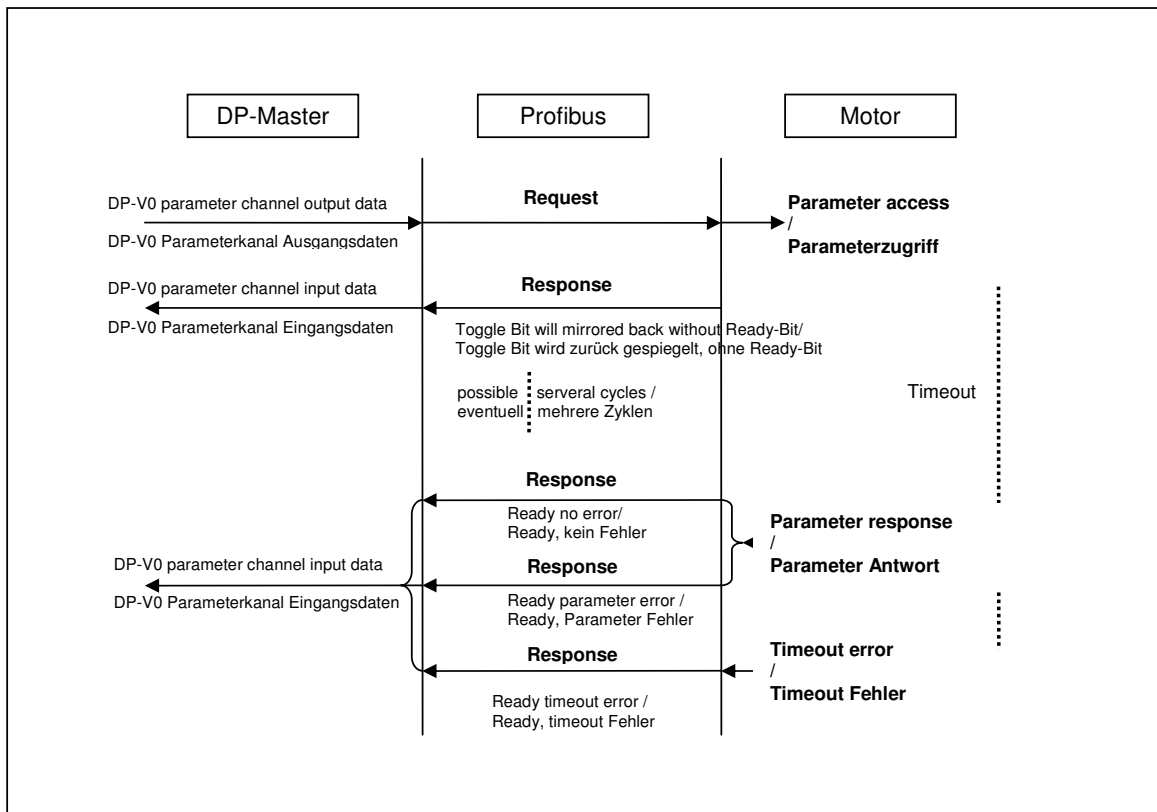 DP-Master
Profibus
Motor
DP-V0 parameter channel output data
DP-V0 Parameterkanal Ausgangsdaten
Request
Parameter access
/
Parameterzugriff
DP-V0 parameter channel input data
DP-V0 Parameterkanal Eingangsdaten
Response
Toggle Bit will mirrored back without Ready-Bit/
Toggle Bit wird zurück gespiegelt, ohne Ready-Bit
possible serveral cycles /
eventuell mehrere Zyklen
Timeout
Response
Ready no error/
Ready, kein Fehler
Parameter response
/
Parameter Antwort
DP-V0 parameter channel input data
DP-V0 Parameterkanal Eingangsdaten
Response
Ready parameter error /
Ready, Parameter Fehler
Response
Timeout error
/
Timeout Fehler
Ready timeout error /
Ready, timeout Fehler